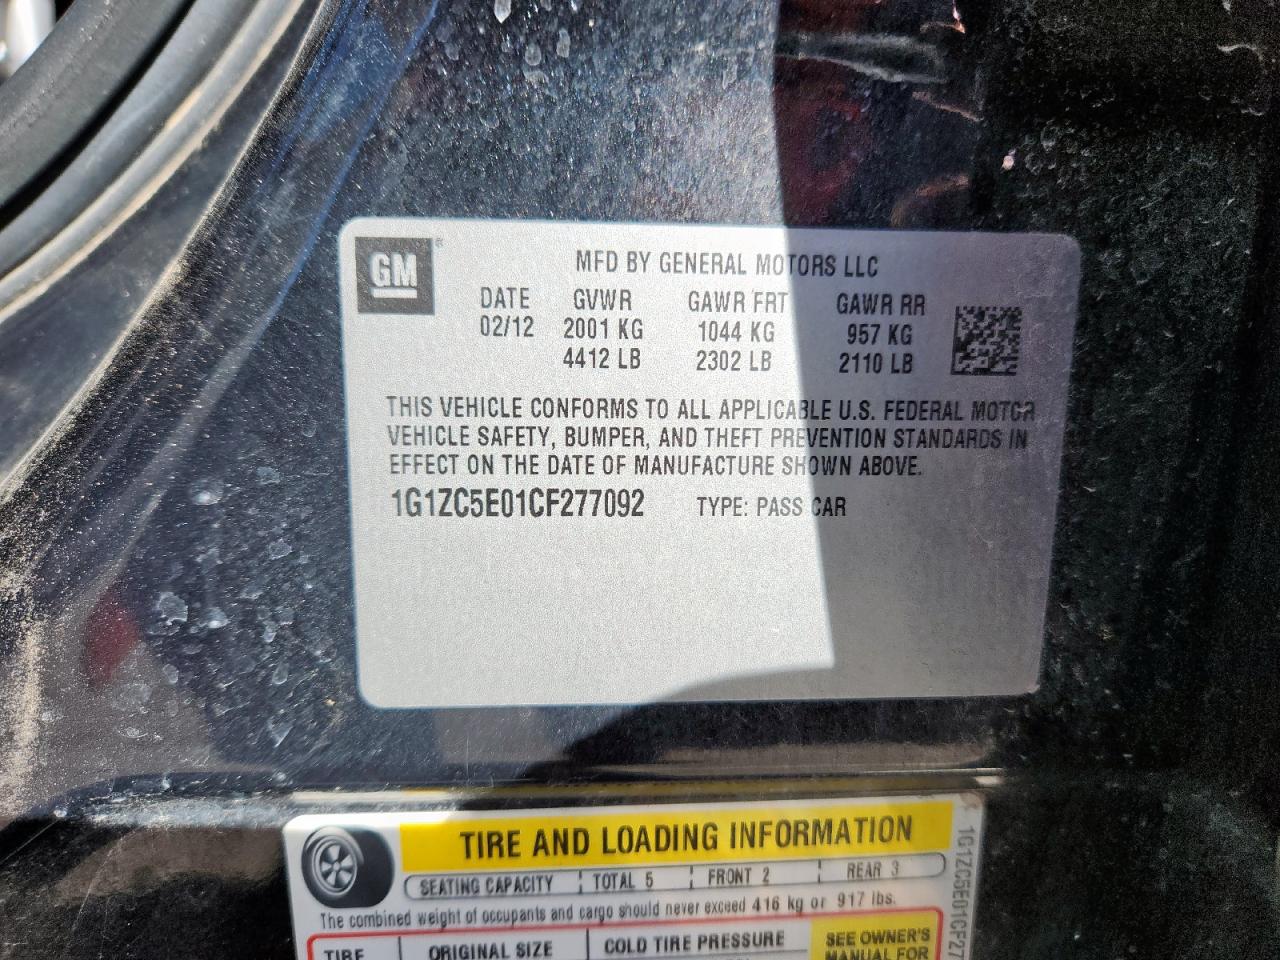 GM
MFD BY GENERAL MOTORS LLC
DATE GVWR GAWR FRT GAWR RR
02/12 2001 KG 1044 KG 957 KG
4412 LB 2302 LB 2110 LB
THIS VEHICLE CONFORMS TO ALL APPLICABLE U.S. FEDERAL MOTOR
VEHICLE SAFETY, BUMPER, AND THEFT PREVENTION STANDARDS IN
EFFECT ON THE DATE OF MANUFACTURE SHOWN ABOVE.
1G1ZC5E01CF277092 TYPE: PASS CAR
TIRE AND LOADING INFORMATION
SEATING CAPACITY TOTAL 5 FRONT 2 REAR 3
The combined weight of occupants and cargo should never exceed 416 kg or 917 lbs.
TIRE ORIGINAL SIZE COLD TIRE PRESSURE SEE OWNER'S
MANUAL FOR
1G1ZC5E01CF27